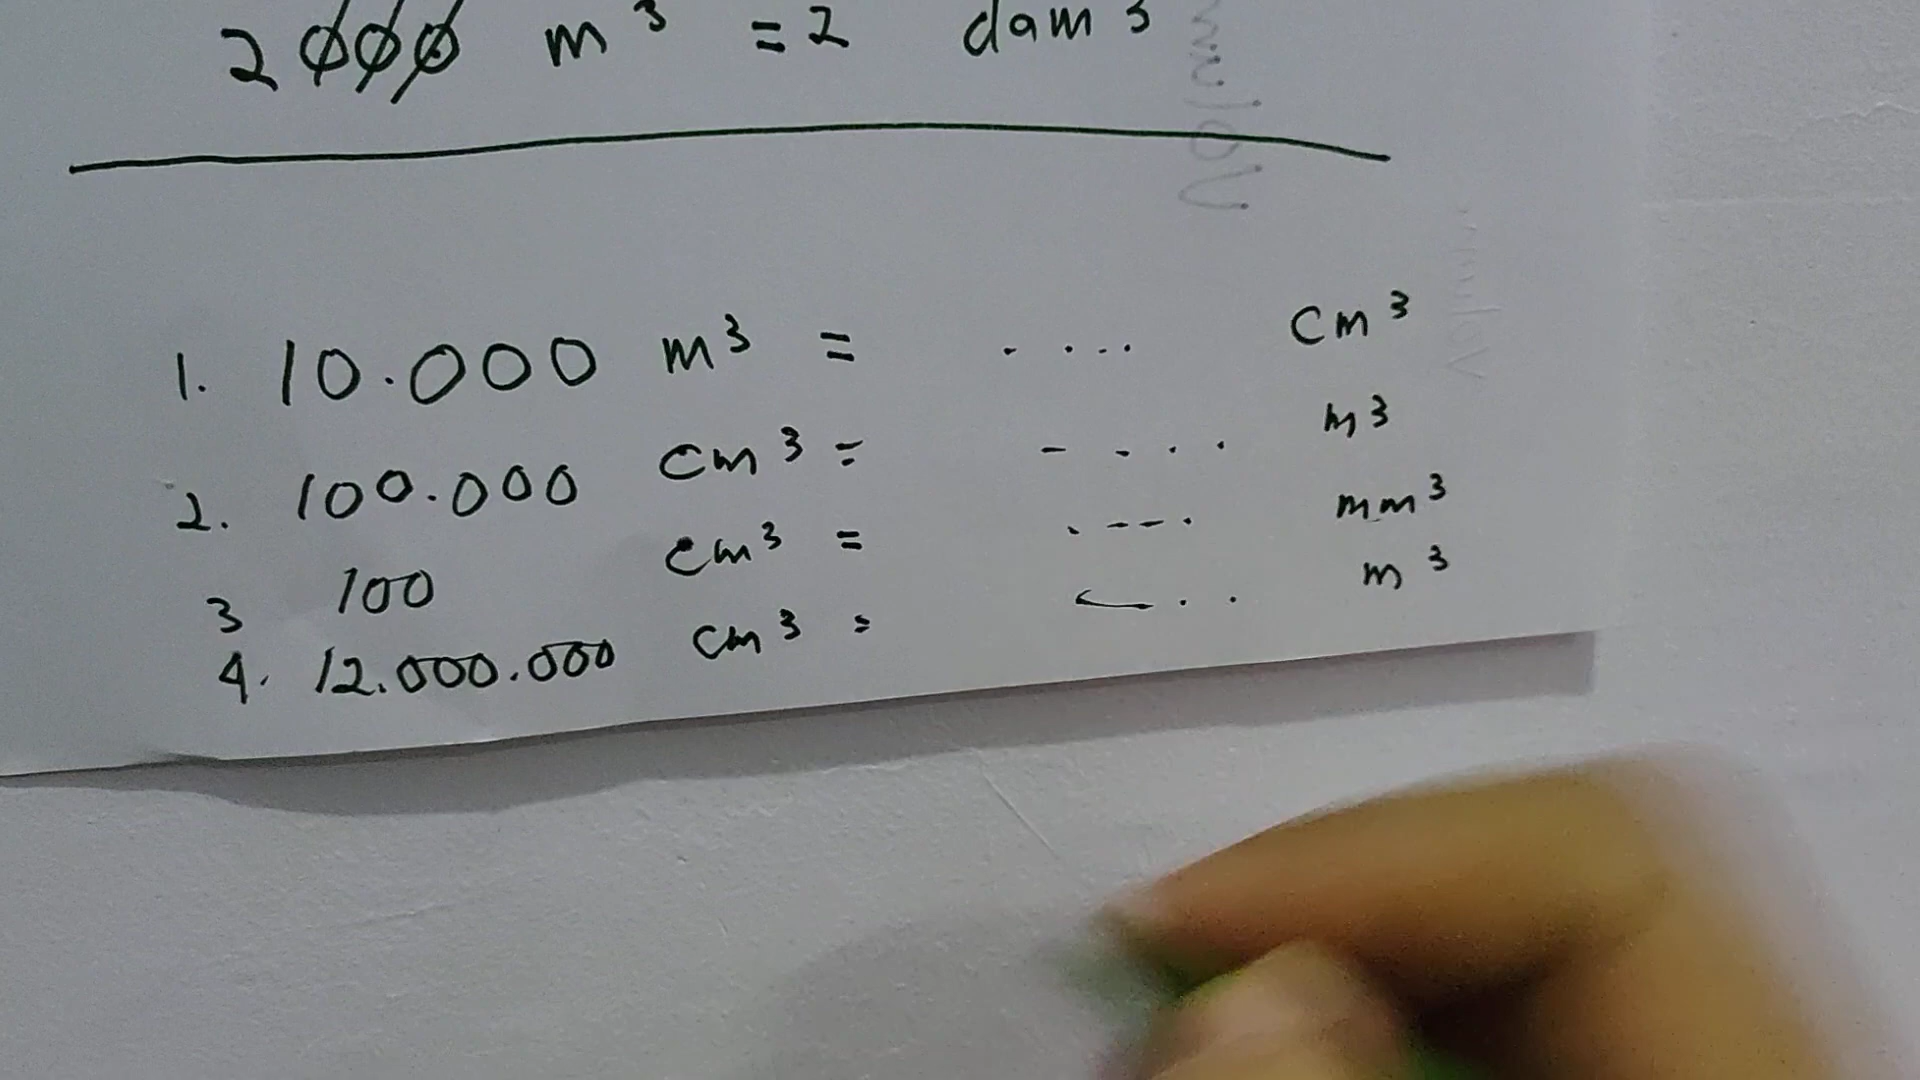 2000 m³ = 2 dam³
1. 10.000 m³ = .... cm³
2. 100.000 cm³ = .... m³
3 100 cm³ = .... mm³
4. 12.000.000 cm³ = ... m³
Volume